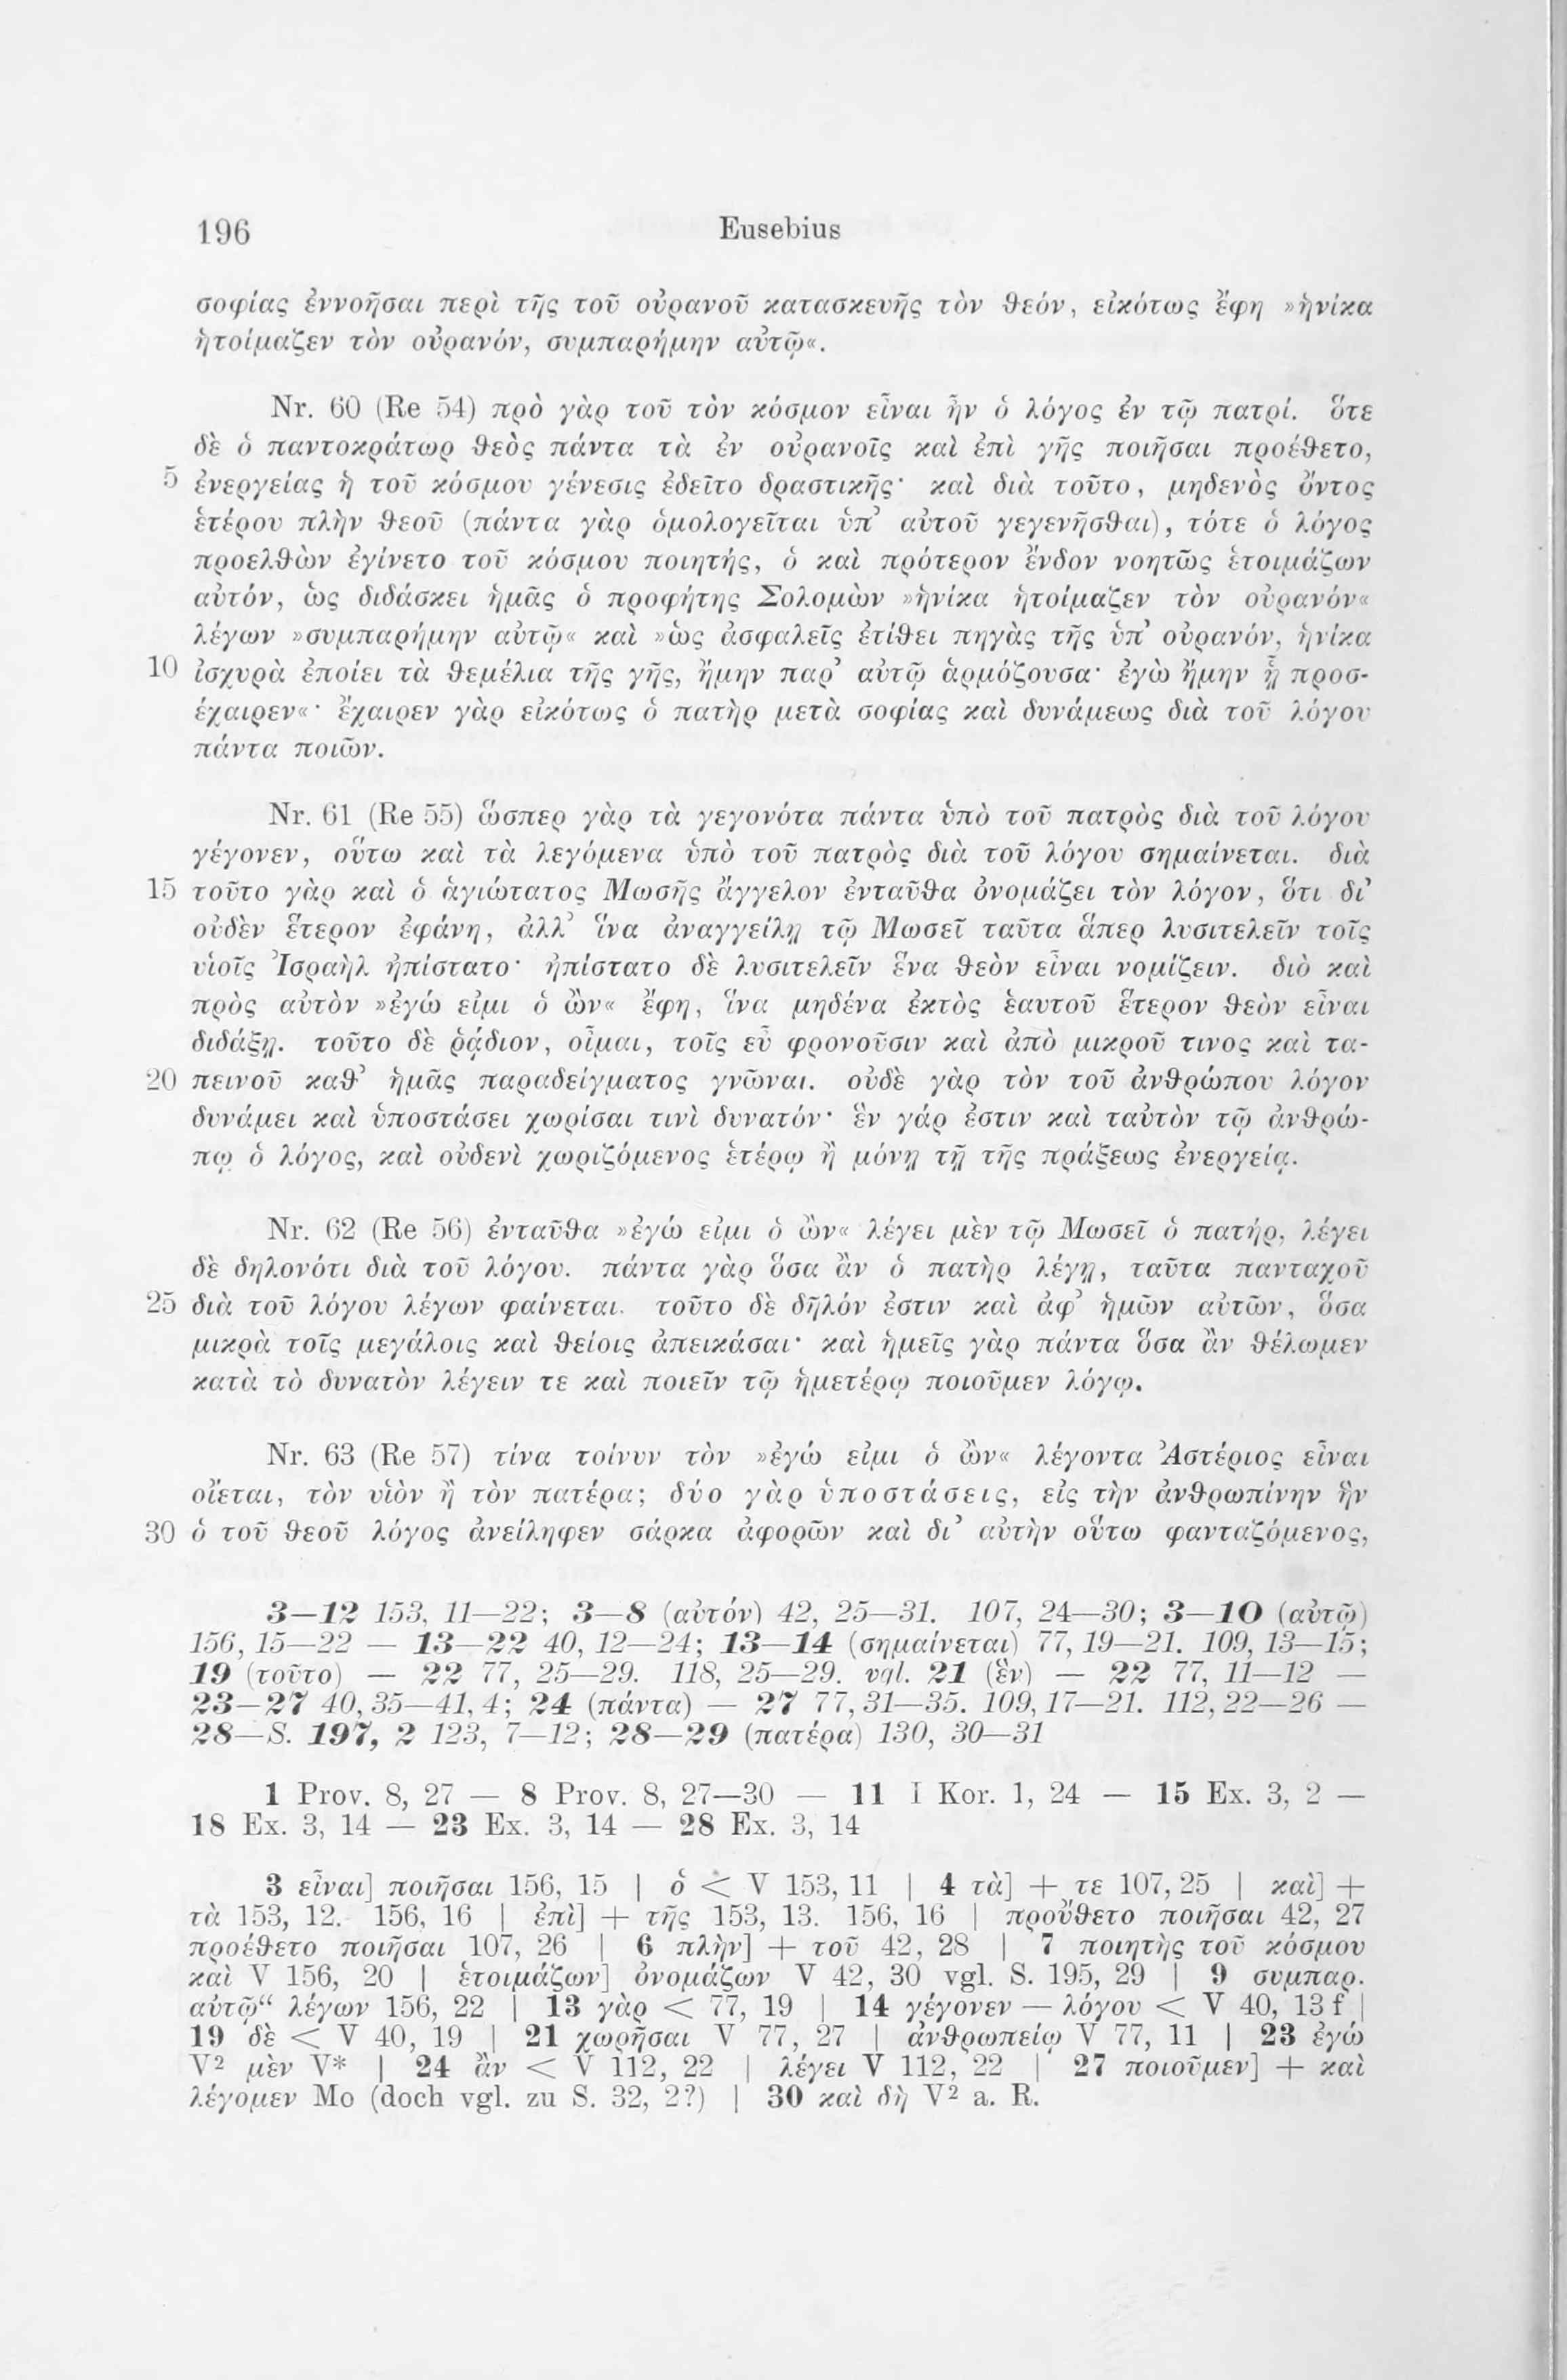 196 Eusebius
σοφίας ἐννοῆσαι περὶ τῆς τοῦ οὐρανοῦ κατασκευῆς τὸν θεόν, εἰκότως ἔφη »ἡνίκα
ἡτοίμαζεν τὸν οὐρανόν, συμπαρήμην αὐτῷ«.
Nr. 60 (Re 54) πρὸ γὰρ τοῦ τὸν κόσμον εἶναι ἦν ὁ λόγος ἐν τῷ πατρί. ὅτε
δὲ ὁ παντοκράτωρ θεὸς πάντα τὰ ἐν οὐρανοῖς καὶ ἐπὶ γῆς ποιῆσαι προέθετο,
5 ἐνεργείας ἡ τοῦ κόσμου γένεσις ἐδεῖτο δραστικῆς· καὶ διὰ τοῦτο, μηδενὸς ὄντος
ἑτέρου πλὴν θεοῦ (πάντα γὰρ ὁμολογεῖται ὑπ’ αὐτοῦ γεγενῆσθαι), τότε ὁ λόγος
προελθὼν ἐγίνετο τοῦ κόσμου ποιητής, ὁ καὶ πρότερον ἔνδον νοητῶς ἑτοιμάζων
αὐτόν, ὡς διδάσκει ἡμᾶς ὁ προφήτης Σολομὼν »ἡνίκα ἡτοίμαζεν τὸν οὐρανόν«
λέγων »συμπαρήμην αὐτῷ« καὶ »ὡς ἀσφαλεῖς ἐτίθει πηγὰς τῆς ὑπ’ οὐρανόν, ἡνίκα
10 ἰσχυρὰ ἐποίει τὰ θεμέλια τῆς γῆς, ἤμην παρ’ αὐτῷ ἁρμόζουσα· ἐγὼ ἤμην ᾗ προσ-
έχαιρεν«· ἔχαιρεν γὰρ εἰκότως ὁ πατὴρ μετὰ σοφίας καὶ δυνάμεως διὰ τοῦ λόγου
πάντα ποιῶν.
Nr. 61 (Re 55) ὥσπερ γὰρ τὰ γεγονότα πάντα ὑπὸ τοῦ πατρὸς διὰ τοῦ λόγου
γέγονεν, οὕτω καὶ τὰ λεγόμενα ὑπὸ τοῦ πατρὸς διὰ τοῦ λόγου σημαίνεται. διὰ
15 τοῦτο γὰρ καὶ ὁ ἁγιώτατος Μωσῆς ἄγγελον ἐνταῦθα ὀνομάζει τὸν λόγον, ὅτι δι’
οὐδὲν ἕτερον ἐφάνη, ἀλλ’ ἵνα ἀναγγείλῃ τῷ Μωσεῖ ταῦτα ἅπερ λυσιτελεῖν τοῖς
υἱοῖς Ἰσραὴλ ἠπίστατο· ἠπίστατο δὲ λυσιτελεῖν ἕνα θεὸν εἶναι νομίζειν. διὸ καὶ
πρὸς αὐτὸν »ἐγώ εἰμι ὁ ὤν« ἔφη, ἵνα μηδένα ἐκτὸς ἑαυτοῦ ἕτερον θεὸν εἶναι
διδάξῃ. τοῦτο δὲ ῥᾴδιον, οἶμαι, τοῖς εὖ φρονοῦσιν καὶ ἀπὸ μικροῦ τινος καὶ τα-
20 πεινοῦ καθ’ ἡμᾶς παραδείγματος γνῶναι. οὐδὲ γὰρ τὸν τοῦ ἀνθρώπου λόγον
δυνάμει καὶ ὑποστάσει χωρίσαι τινὶ δυνατόν· ἓν γάρ ἐστιν καὶ ταὐτὸν τῷ ἀνθρώ-
πῳ ὁ λόγος, καὶ οὐδενὶ χωριζόμενος ἑτέρῳ ἢ μόνῃ τῇ τῆς πράξεως ἐνεργείᾳ.
Nr. 62 (Re 56) ἐνταῦθα »ἐγώ εἰμι ὁ ὤν« λέγει μὲν τῷ Μωσεῖ ὁ πατήρ, λέγει
δὲ δηλονότι διὰ τοῦ λόγου. πάντα γὰρ ὅσα ἂν ὁ πατὴρ λέγῃ, ταῦτα πανταχοῦ
25 διὰ τοῦ λόγου λέγων φαίνεται. τοῦτο δὲ δῆλόν ἐστιν καὶ ἀφ’ ἡμῶν αὐτῶν, ὅσα
μικρὰ τοῖς μεγάλοις καὶ θείοις ἀπεικάσαι· καὶ ἡμεῖς γὰρ πάντα ὅσα ἂν θέλωμεν
κατὰ τὸ δυνατὸν λέγειν τε καὶ ποιεῖν τῷ ἡμετέρῳ ποιοῦμεν λόγῳ.
Nr. 63 (Re 57) τίνα τοίνυν τὸν »ἐγώ εἰμι ὁ ὤν« λέγοντα Ἀστέριος εἶναι
οἴεται, τὸν υἱὸν ἢ τὸν πατέρα; δύο γὰρ ὑποστάσεις, εἰς τὴν ἀνθρωπίνην ἣν
30 ὁ τοῦ θεοῦ λόγος ἀνείληφεν σάρκα ἀφορῶν καὶ δι’ αὐτὴν οὕτω φανταζόμενος,
3—12 153, 11—22; 3—8 (αὐτόν) 42, 25—31. 107, 24—30; 3—10 (αὐτῷ)
156, 15—22 — 13—22 40, 12—24; 13—14 (σημαίνεται) 77, 19—21. 109, 13—15;
19 (τοῦτο) — 22 77, 25—29. 118, 25—29. vgl. 21 (ἓν) — 22 77, 11—12 —
23—27 40, 35—41, 4; 24 (πάντα) — 27 77, 31—35. 109, 17—21. 112, 22—26 —
28—S. 197, 2 123, 7—12; 28—29 (πατέρα) 130, 30—31
1 Prov. 8, 27 — 8 Prov. 8, 27—30 — 11 I Kor. 1, 24 — 15 Ex. 3, 2 —
18 Ex. 3, 14 — 23 Ex. 3, 14 — 28 Ex. 3, 14
3 εἶναι] ποιῆσαι 156, 15 | ὁ < V 153, 11 | 4 τὰ] + τε 107, 25 | καὶ] +
τὰ 153, 12. 156, 16 | ἐπὶ] + τῆς 153, 13. 156, 16 | προὔθετο ποιῆσαι 42, 27
προέθετο ποιῆσαι 107, 26 | 6 πλὴν] + τοῦ 42, 28 | 7 ποιητὴς τοῦ κόσμου
καὶ V 156, 20 | ἑτοιμάζων] ὀνομάζων V 42, 30 vgl. S. 195, 29 | 9 συμπαρ.
αὐτῷ“ λέγων 156, 22 | 13 γὰρ < 77, 19 | 14 γέγονεν — λόγου < V 40, 13 f |
19 δὲ < V 40, 19 | 21 χωρῆσαι V 77, 27 | ἀνθρωπείῳ V 77, 11 | 23 ἐγώ
V² μὲν V* | 24 ἂν < V 112, 22 | λέγει V 112, 22 | 27 ποιοῦμεν] + καὶ
λέγομεν Mo (doch vgl. zu S. 32, 2?) | 30 καὶ δὴ V² a. R.